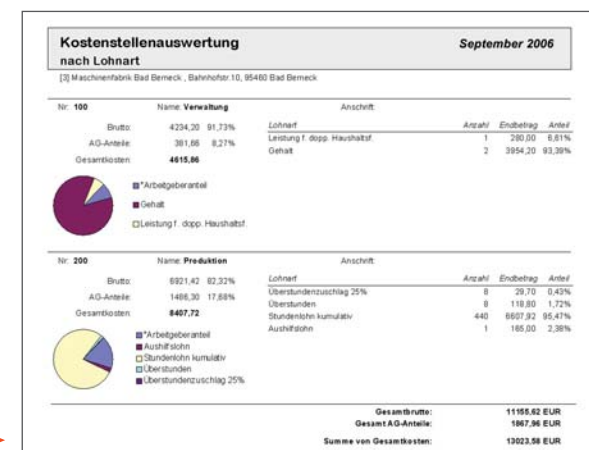 Kostenstellenauswertung September 2006
nach Lohnart
[3] Maschinenfabrik Bad Berneck , Bahnhofstr.10, 95460 Bad Berneck
Nr: 100 Name: Verwaltung Anschrift:
Brutto: 4234,20 91,73%
AG-Anteile: 381,66 8,27%
Gesamtkosten: 4615,86
Lohnart Anzahl Endbetrag Anteil
Leistung f. dopp. Haushaltsf. 1 280,00 6,61%
Gehalt 2 3954,20 93,39%
*Arbeitgeberanteil
Gehalt
Leistung f. dopp. Haushaltsf.
Nr: 200 Name: Produktion Anschrift:
Brutto: 6921,42 82,32%
AG-Anteile: 1486,30 17,68%
Gesamtkosten: 8407,72
Lohnart Anzahl Endbetrag Anteil
Überstundenzuschlag 25% 8 29,70 0,43%
Überstunden 8 118,80 1,72%
Stundenlohn kumulativ 440 6607,92 95,47%
Aushilfslohn 1 165,00 2,38%
*Arbeitgeberanteil
Aushilfslohn
Stundenlohn kumulativ
Überstunden
Überstundenzuschlag 25%
Gesamtbrutto: 11155,62 EUR
Gesamt AG-Anteile: 1867,96 EUR
Summe von Gesamtkosten: 13023,58 EUR